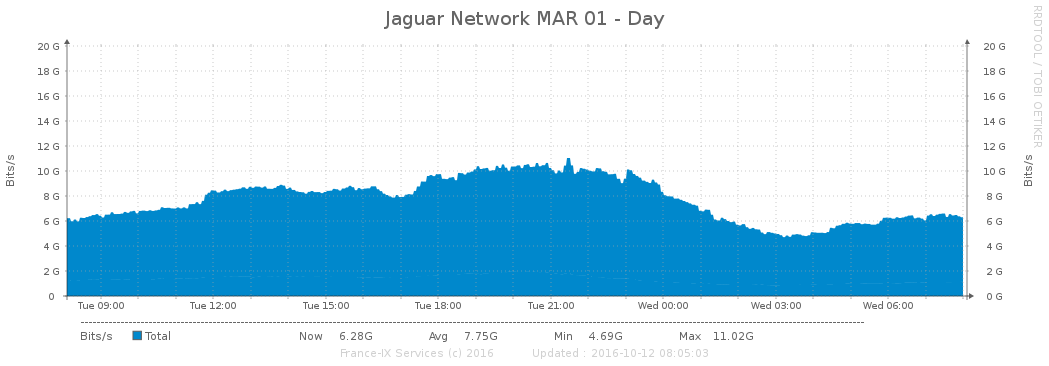 Jaguar Network MAR 01 - Day
RRDTOOL / TOBI OETIKER
Bits/s
20 G 20 G
18 G 18 G
16 G 16 G
14 G 14 G
12 G 12 G
10 G 10 G
8 G 8 G
6 G 6 G
4 G 4 G
2 G 2 G
0 0 G
Bits/s
Tue 09:00 Tue 12:00 Tue 15:00 Tue 18:00 Tue 21:00 Wed 00:00 Wed 03:00 Wed 06:00
Bits/s Total Now 6.28G Avg 7.75G Min 4.69G Max 11.02G
France-IX Services (c) 2016 Updated : 2016-10-12 08:05:03